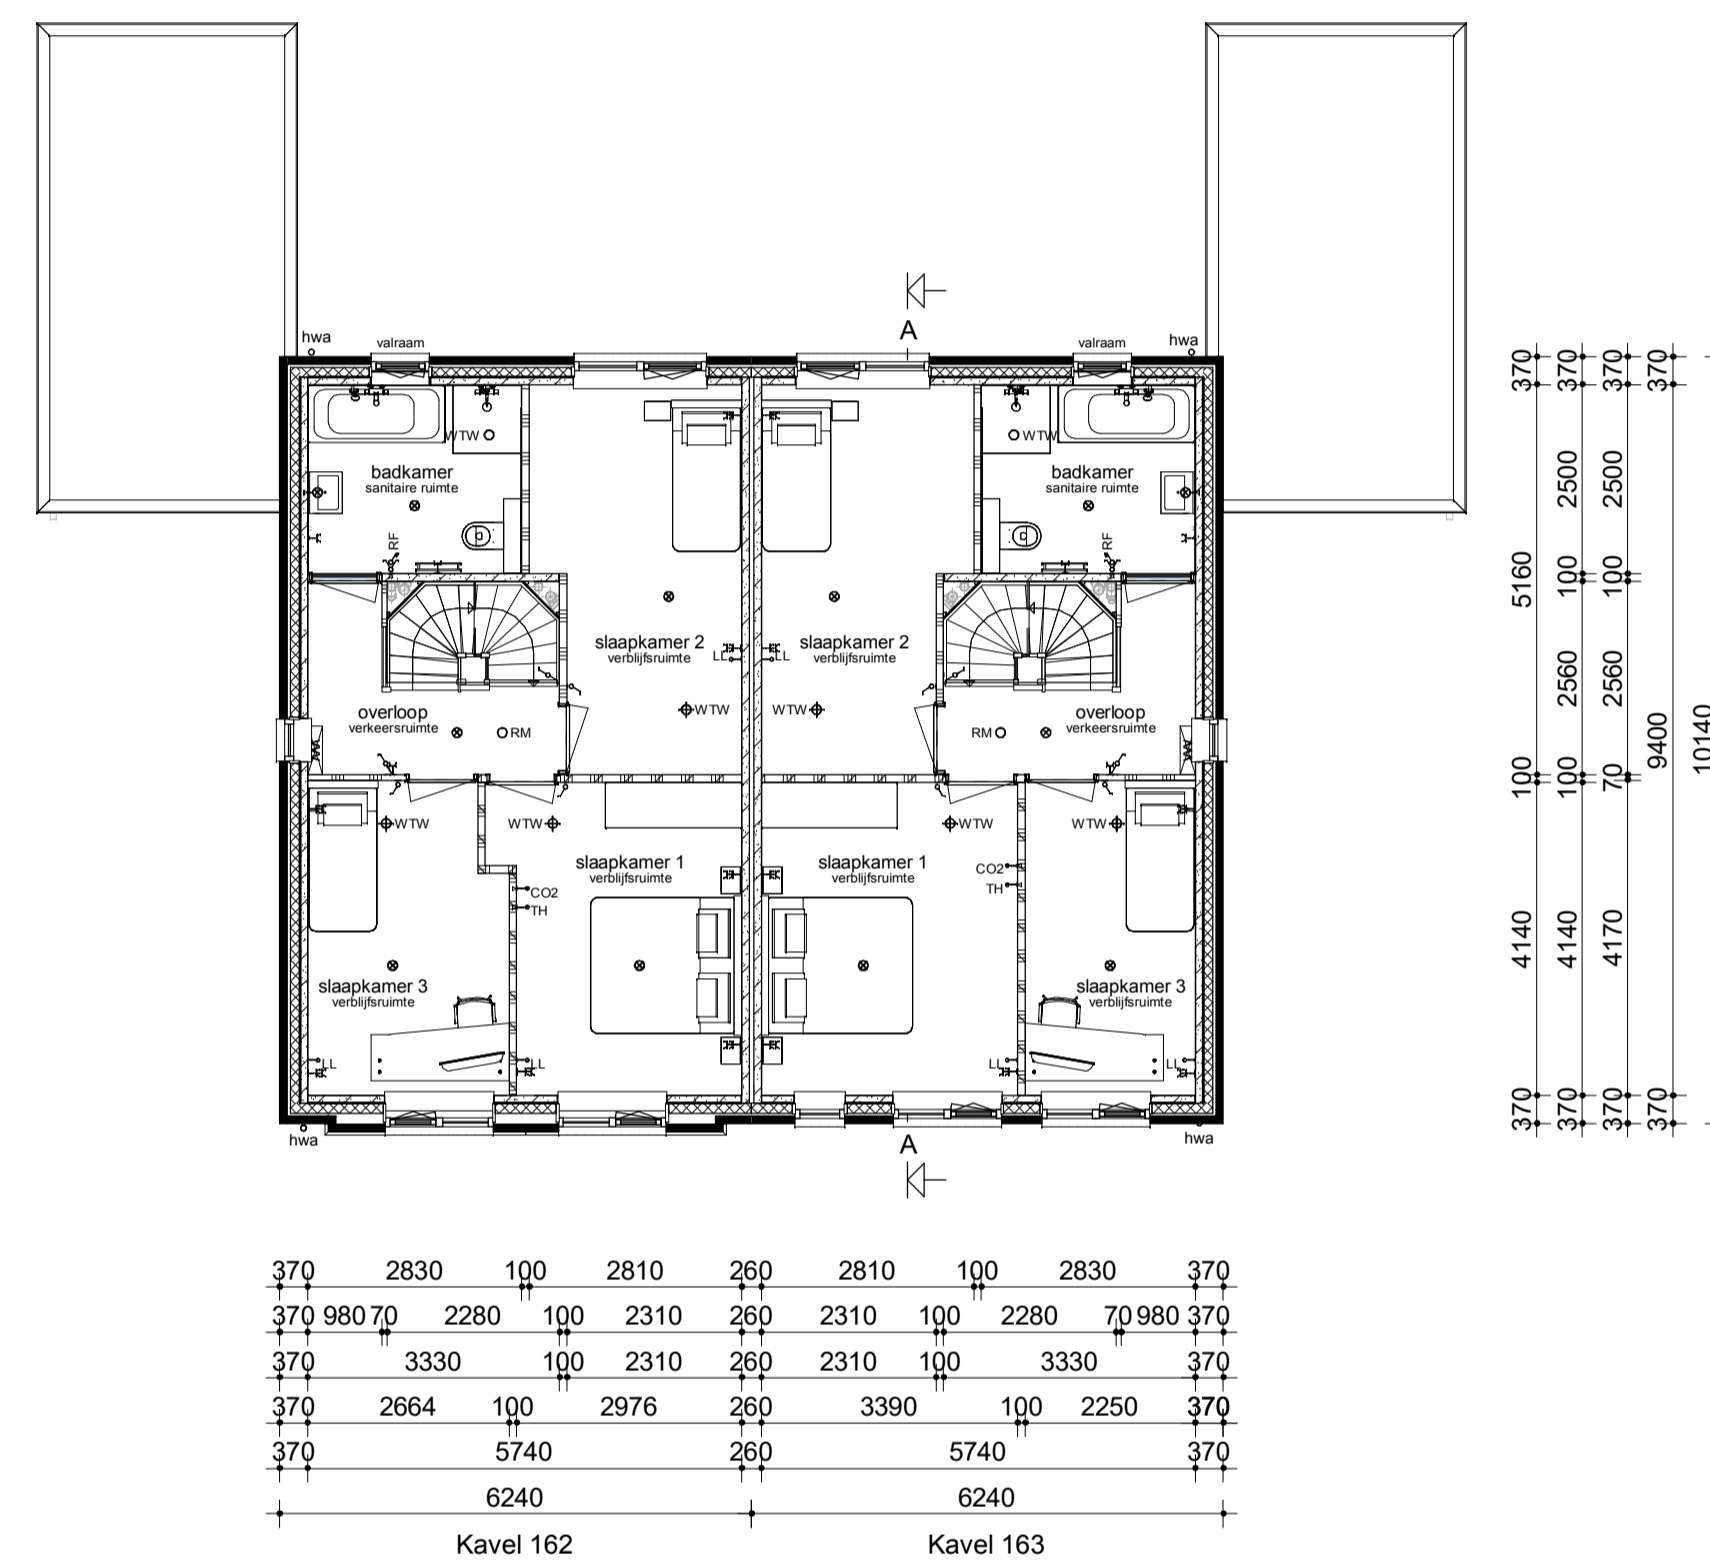 A
hwa
valraam
valraam
hwa
WTW
WTW
badkamer
sanitaire ruimte
badkamer
sanitaire ruimte
RF
RF
slaapkamer 2
verblijfsruimte
slaapkamer 2
verblijfsruimte
LL
LL
overloop
verkeersruimte
RM
WTW
WTW
RM
overloop
verkeersruimte
WTW
WTW
WTW
WTW
slaapkamer 1
verblijfsruimte
slaapkamer 1
verblijfsruimte
CO2
TH
CO2
TH
slaapkamer 3
verblijfsruimte
slaapkamer 3
verblijfsruimte
LL
LL
LL
LL
hwa
hwa
A
370 5160 100 4140 370
370 2500 100 2560 100 4140 370
370 2500 100 2560 70 4170 370
370 9400 370
10140
370 2830 100 2810 260 2810 100 2830 370
370 980 70 2280 100 2310 260 2310 100 2280 70 980 370
370 3330 100 2310 260 2310 100 3330 370
370 2664 100 2976 260 3390 100 2250 370
370 5740 260 5740 370
6240 6240
Kavel 162 Kavel 163